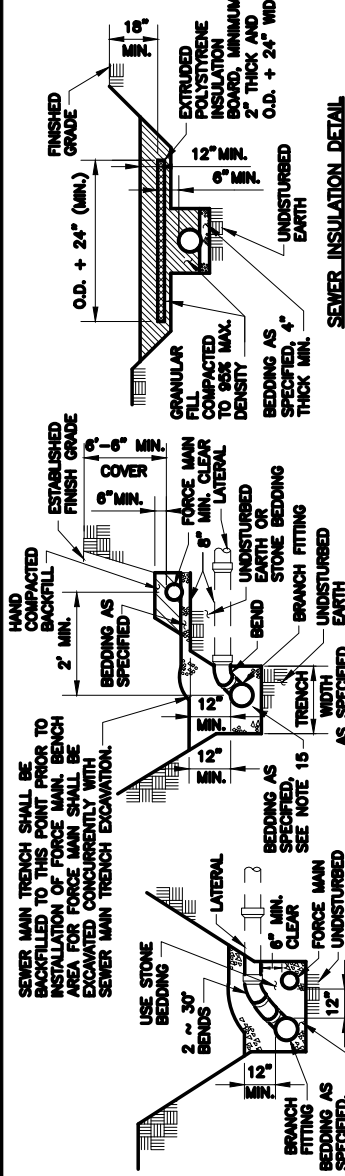 SEWER MAIN TRENCH SHALL BE
BACKFILLED TO THIS POINT PRIOR TO
INSTALLATION OF FORCE MAIN. BENCH
AREA FOR FORCE MAIN SHALL BE
EXCAVATED CONCURRENTLY WITH
SEWER MAIN TRENCH EXCAVATION.
USE STONE
BEDDING
2 ~ 30°
BENDS
LATERAL
12"
MIN.
6" MIN.
CLEAR
FORCE MAIN
UNDISTURBED
12"
BRANCH
FITTING
BEDDING AS
SPECIFIED,
HAND
COMPACTED
BACKFILL
2' MIN.
BEDDING AS
SPECIFIED
ESTABLISHED
FINISH GRADE
6'-6" MIN.
COVER
6" MIN.
FORCE MAIN
6" MIN. CLEAR
LATERAL
UNDISTURBED
EARTH OR
STONE BEDDING
BEND
BRANCH FITTING
UNDISTURBED
EARTH
12"
MIN.
12"
MIN.
TRENCH
WIDTH
AS SPECIFIED
BEDDING AS
SPECIFIED,
SEE NOTE 15
FINISHED
GRADE
18"
MIN.
O.D. + 24" (MIN.)
EXTRUDED
POLYSTYRENE
INSULATION
BOARD, MINIMUM
2" THICK AND
O.D. + 24" WID
12" MIN.
6" MIN.
GRANULAR
FILL
COMPACTED
TO 95% MAX.
DENSITY
UNDISTURBED
EARTH
BEDDING AS
SPECIFIED, 4"
THICK MIN.
SEWER INSULATION DETAIL